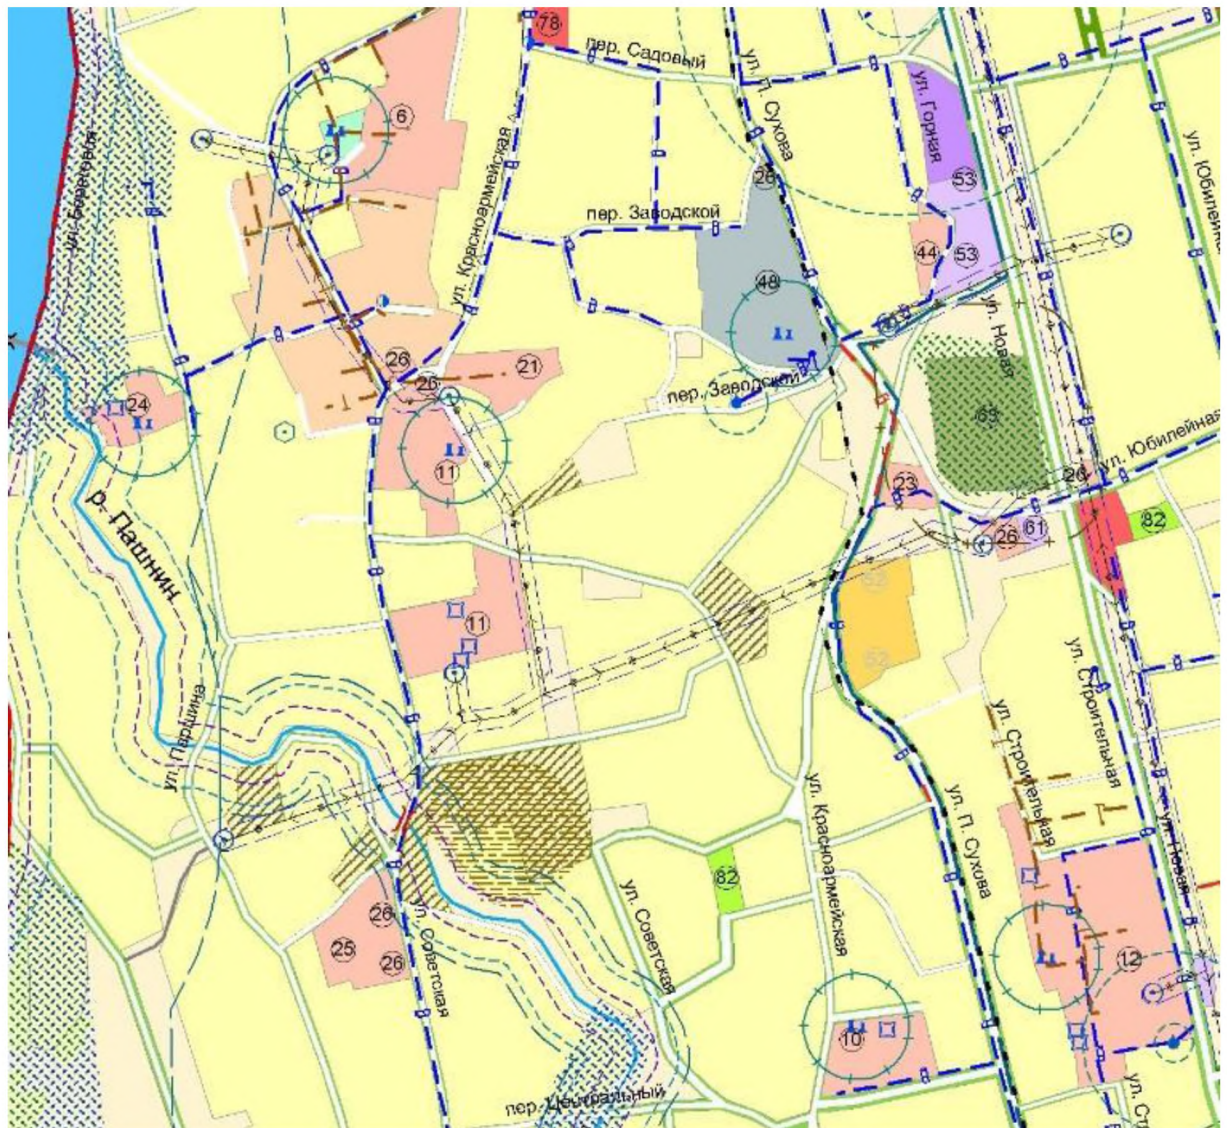 78
пер. Садовый
ул. П. Сухова
ул. Горная
6
ул. Береговая
ул. Юбилейная
53
26
пер. Заводской
44
53
ул. Красноармейская
48
ул. Новая
26
26
21
пер. Заводской
24
63
11
ул. Юбилейная
26
23
р. Пашнин
26
61
82
52
11
52
ул. Паршина
ул. Строительная
ул. Строительная
ул. Красноармейская
ул. П. Сухова
ул. Новая
82
ул. Советская
26
ул. Советская
25
26
12
10
пер. Центральный
ул. Ст